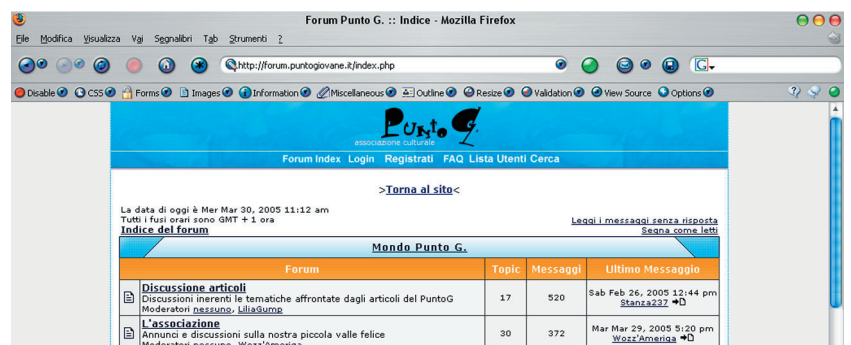 Forum Punto G. :: Indice - Mozilla Firefox
File Modifica Visualizza Vai Segnalibri Tab Strumenti ?
http://forum.puntogiovane.it/index.php G
Disable CSS Forms Images Information Miscellaneous Outline Resize Validation View Source Options
Punto G.
associazione culturale
Forum Index Login Registrati FAQ Lista Utenti Cerca
>Torna al sito<
La data di oggi è Mer Mar 30, 2005 11:12 am
Tutti i fusi orari sono GMT + 1 ora Leggi i messaggi senza risposta
Indice del forum Segna come letti
Mondo Punto G.
Forum Topic Messaggi Ultimo Messaggio
Discussione articoli
Discussioni inerenti le tematiche affrontate dagli articoli del PuntoG 17 520 Sab Feb 26, 2005 12:44 pm
Moderatori nessuno, LiliaGump Stanza237
L'associazione
Annunci e discussioni sulla nostra piccola valle felice 30 372 Mar Mar 29, 2005 5:20 pm
Moderatori nessuno, Wozz'Ameriga Wozz'Ameriga